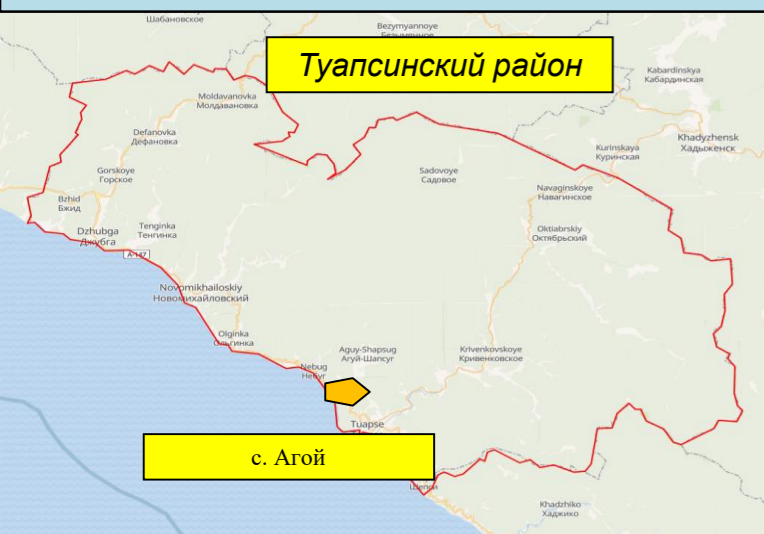 Шабановское
Bezymyannoye
Безымянное
Туапсинский район
Kabardinskya
Кабардинская
Moldavanovka
Молдавановка
Defanovka
Дефановка
Khadyzhensk
Хадыженск
Kurinskaya
Куринская
Gorskoye
Горское
Sadovoye
Садовое
Navaginskoye
Навагинское
Bzhid
Бжид
Dzhubga
Джубга
Tenginka
Тенгинка
Oktiabrskiy
Октябрьский
A-147
Novomikhailoskiy
Новомихайловский
Olginka
Ольгинка
Aguy-Shapsug
Агуй-Шапсуг
Krivenkovskoye
Кривенковское
Nebug
Небуг
Tuapse
с. Агой
Шепси
Khadzhiko
Хаджико